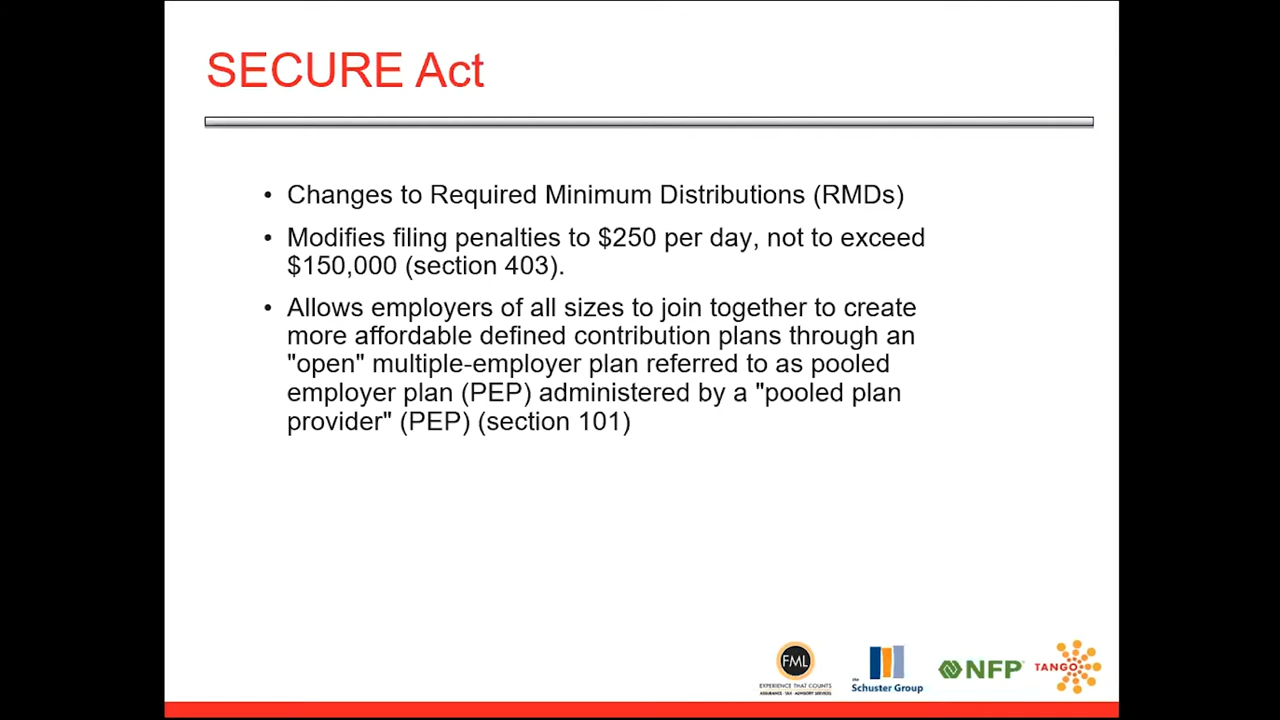 SECURE Act
• Changes to Required Minimum Distributions (RMDs)
• Modifies filing penalties to $250 per day, not to exceed
$150,000 (section 403).
• Allows employers of all sizes to join together to create
more affordable defined contribution plans through an
"open" multiple-employer plan referred to as pooled
employer plan (PEP) administered by a "pooled plan
provider" (PEP) (section 101)
FML
EXPERIENCE THAT COUNTS
ASSURANCE · TAX · ADVISORY SERVICES
the
Schuster Group
NFP
TANGO